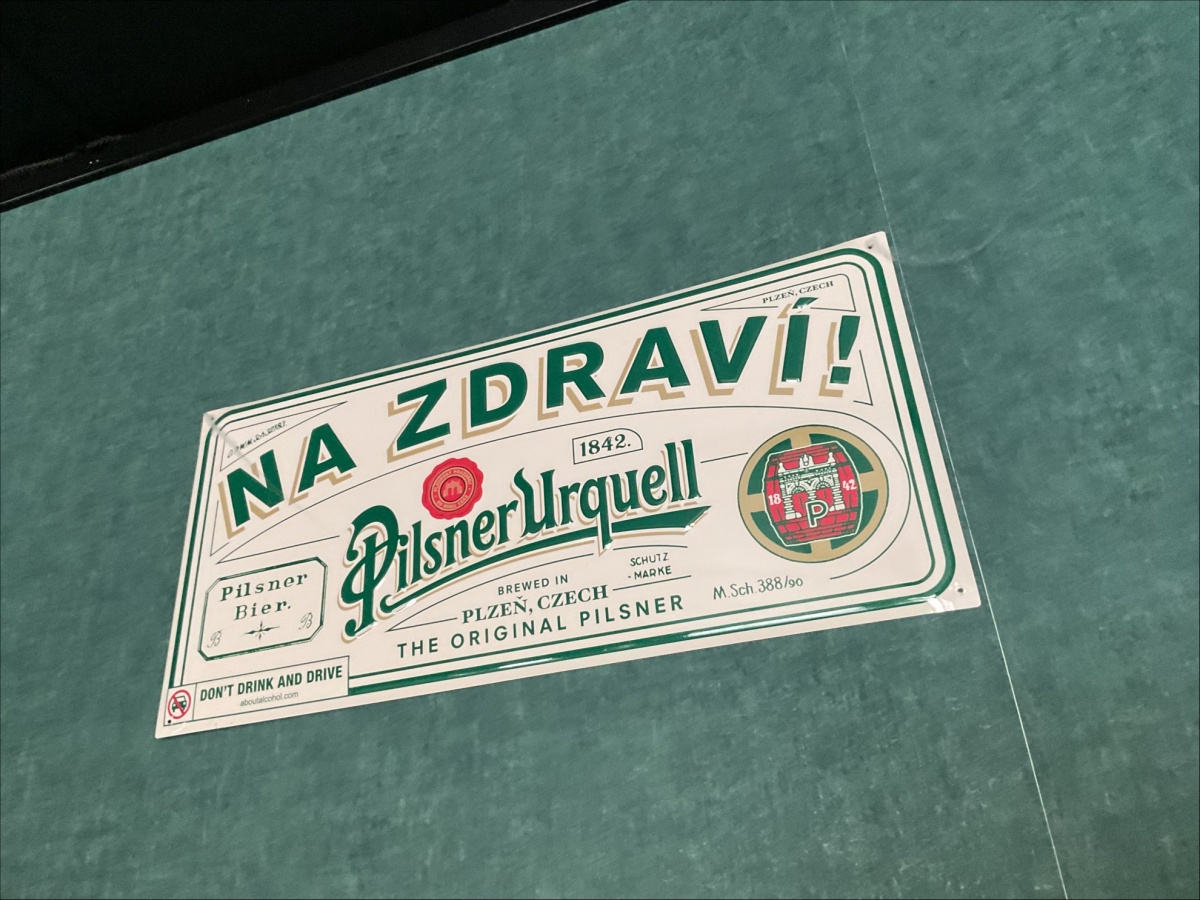 PLZEŇ, CZECH
NA ZDRAVÍ!
1842.
Pilsner Urquell
18 42
P
Pilsner
Bier.
B B
BREWED IN
PLZEŇ, CZECH
SCHUTZ
-MARKE
THE ORIGINAL PILSNER
M.Sch.388/90
DON'T DRINK AND DRIVE
aboutalcohol.com